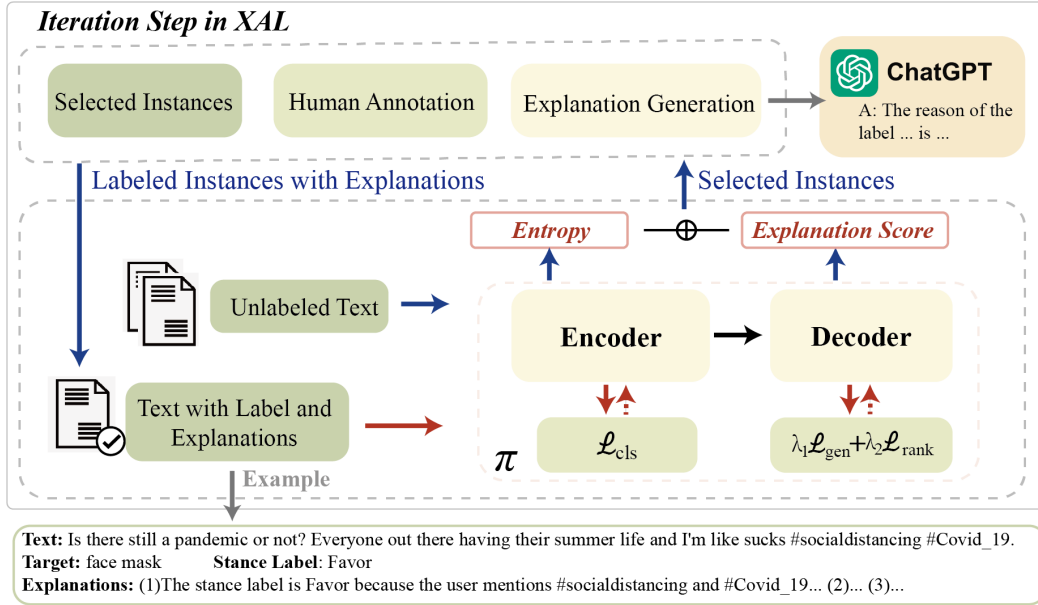 Iteration Step in XAL
Selected Instances
Human Annotation
Explanation Generation
ChatGPT
A: The reason of the
label ... is ...
Labeled Instances with Explanations
Selected Instances
Entropy
Explanation Score
Unlabeled Text
Encoder
Decoder
Text with Label and
Explanations
π
ℒcls
λ1ℒgen+λ2ℒrank
Example
Text: Is there still a pandemic or not? Everyone out there having their summer life and I'm like sucks #socialdistancing #Covid_19.
Target: face mask Stance Label: Favor
Explanations: (1)The stance label is Favor because the user mentions #socialdistancing and #Covid_19... (2)... (3)...